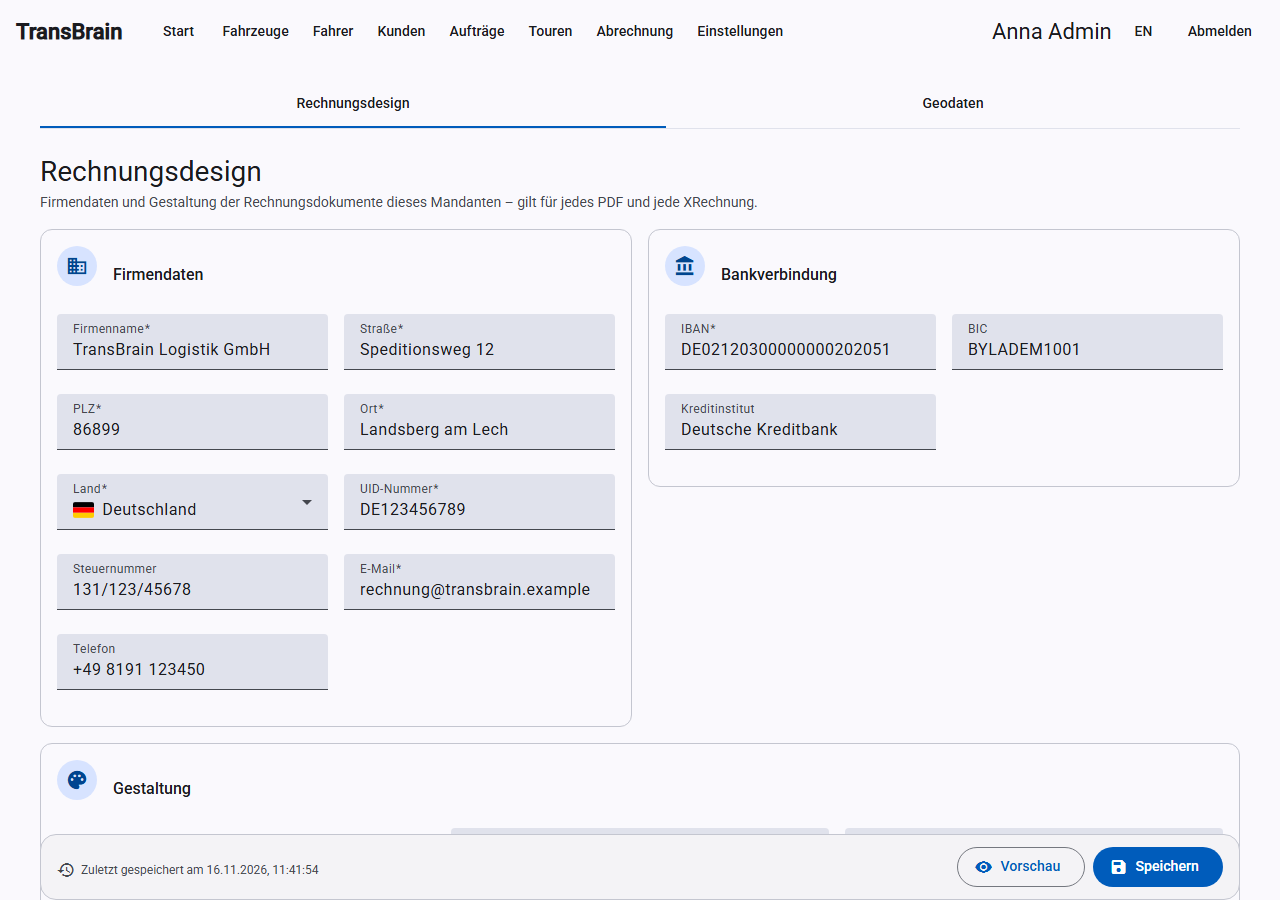 TransBrain Start Fahrzeuge Fahrer Kunden Aufträge Touren Abrechnung Einstellungen Anna Admin EN Abmelden
Rechnungsdesign Geodaten
Rechnungsdesign
Firmendaten und Gestaltung der Rechnungsdokumente dieses Mandanten – gilt für jedes PDF und jede XRechnung.
Firmendaten
Firmenname* Straße*
TransBrain Logistik GmbH Speditionsweg 12
PLZ* Ort*
86899 Landsberg am Lech
Land* UID-Nummer*
Deutschland DE123456789
Steuernummer E-Mail*
131/123/45678 rechnung@transbrain.example
Telefon
+49 8191 123450
Bankverbindung
IBAN* BIC
DE02120300000000202051 BYLADEM1001
Kreditinstitut
Deutsche Kreditbank
Gestaltung
Zuletzt gespeichert am 16.11.2026, 11:41:54 Vorschau Speichern